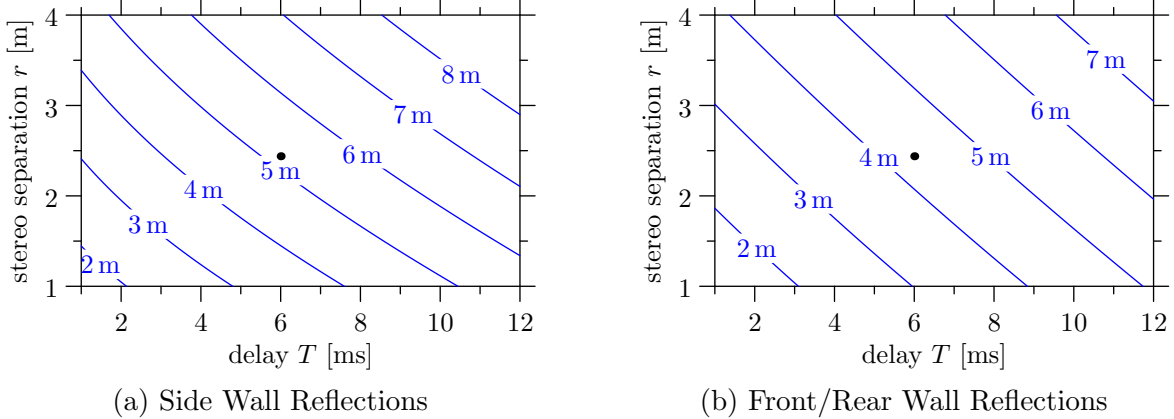 4
3
2
1
stereo separation r [m]
2 m
3 m
4 m
5 m
6 m
7 m
8 m
2 4 6 8 10 12
delay T [ms]
(a) Side Wall Reflections
4
3
2
1
stereo separation r [m]
2 m
3 m
4 m
5 m
6 m
7 m
2 4 6 8 10 12
delay T [ms]
(b) Front/Rear Wall Reflections